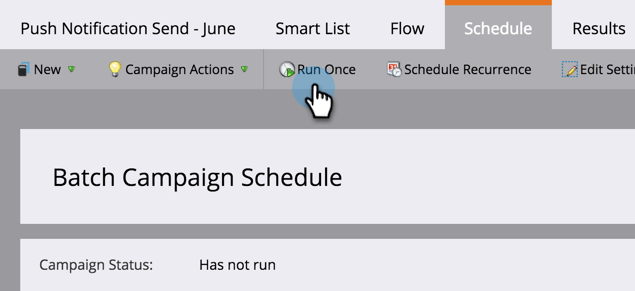 Push Notification Send - June Smart List Flow Schedule Results
New Campaign Actions Run Once Schedule Recurrence Edit Setti
Batch Campaign Schedule
Campaign Status: Has not run